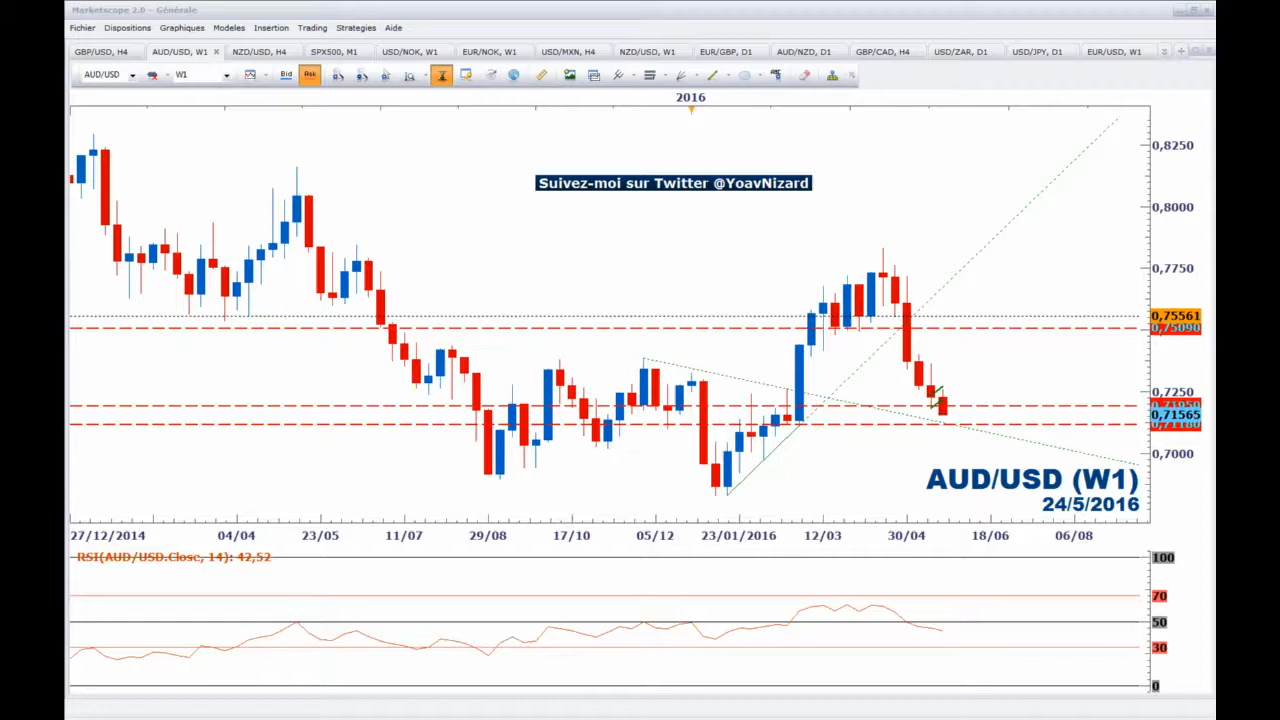 Marketscope 2.0 - Générale
Fichier Dispositions Graphiques Modeles Insertion Trading Strategies Aide
GBP/USD, H4 AUD/USD, W1 NZD/USD, H4 SPX500, M1 USD/NOK, W1 EUR/NOK, W1 USD/MXN, H4 NZD/USD, W1 EUR/GBP, D1 AUD/NZD, D1 GBP/CAD, H4 USD/ZAR, D1 USD/JPY, D1 EUR/USD, W1
AUD/USD W1 Bid Ask
2016
0,8250
Suivez-moi sur Twitter @YoavNizard
0,8000
0,7750
0,75561
0,75090
0,7250
0,71565
0,71180
0,7000
AUD/USD (W1)
24/5/2016
27/12/2014 04/04 23/05 11/07 29/08 17/10 05/12 23/01/2016 12/03 30/04 18/06 06/08
RSI(AUD/USD.Close, 14): 42,52
100
70
50
30
0